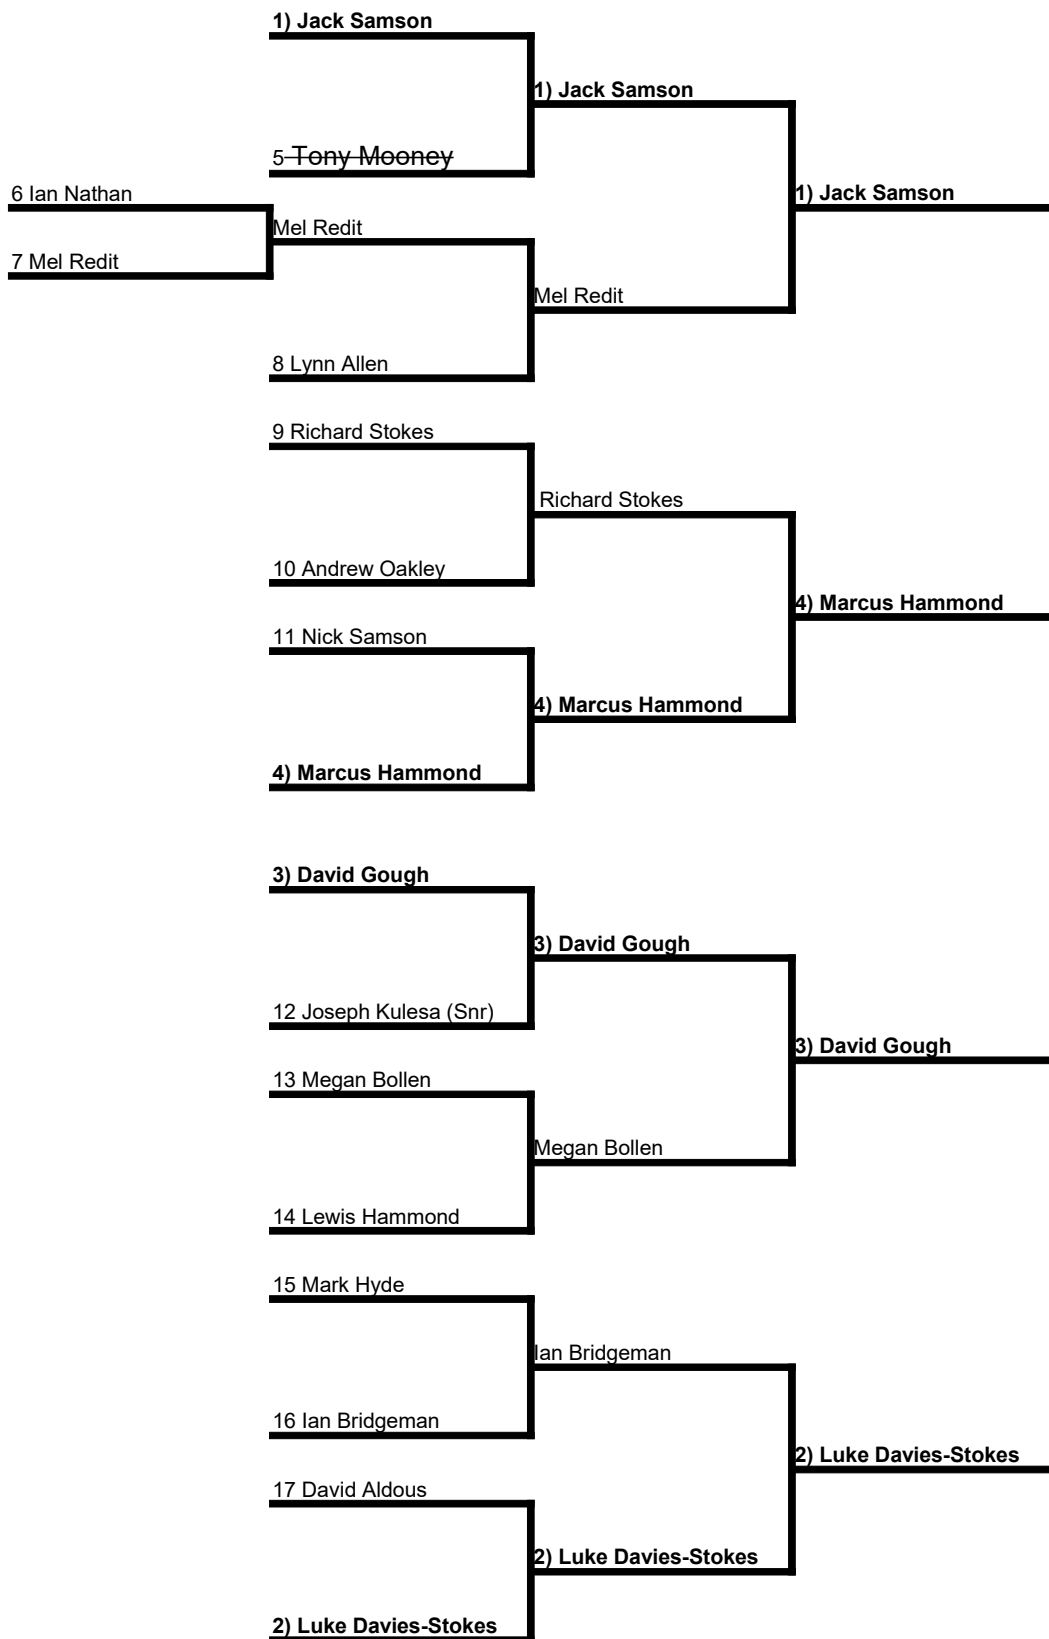 1) Jack Samson
1) Jack Samson
5 Tony Mooney
6 Ian Nathan
1) Jack Samson
Mel Redit
7 Mel Redit
Mel Redit
8 Lynn Allen
9 Richard Stokes
Richard Stokes
10 Andrew Oakley
4) Marcus Hammond
11 Nick Samson
4) Marcus Hammond
4) Marcus Hammond
3) David Gough
3) David Gough
12 Joseph Kulesa (Snr)
3) David Gough
13 Megan Bollen
Megan Bollen
14 Lewis Hammond
15 Mark Hyde
Ian Bridgeman
16 Ian Bridgeman
2) Luke Davies-Stokes
17 David Aldous
2) Luke Davies-Stokes
2) Luke Davies-Stokes